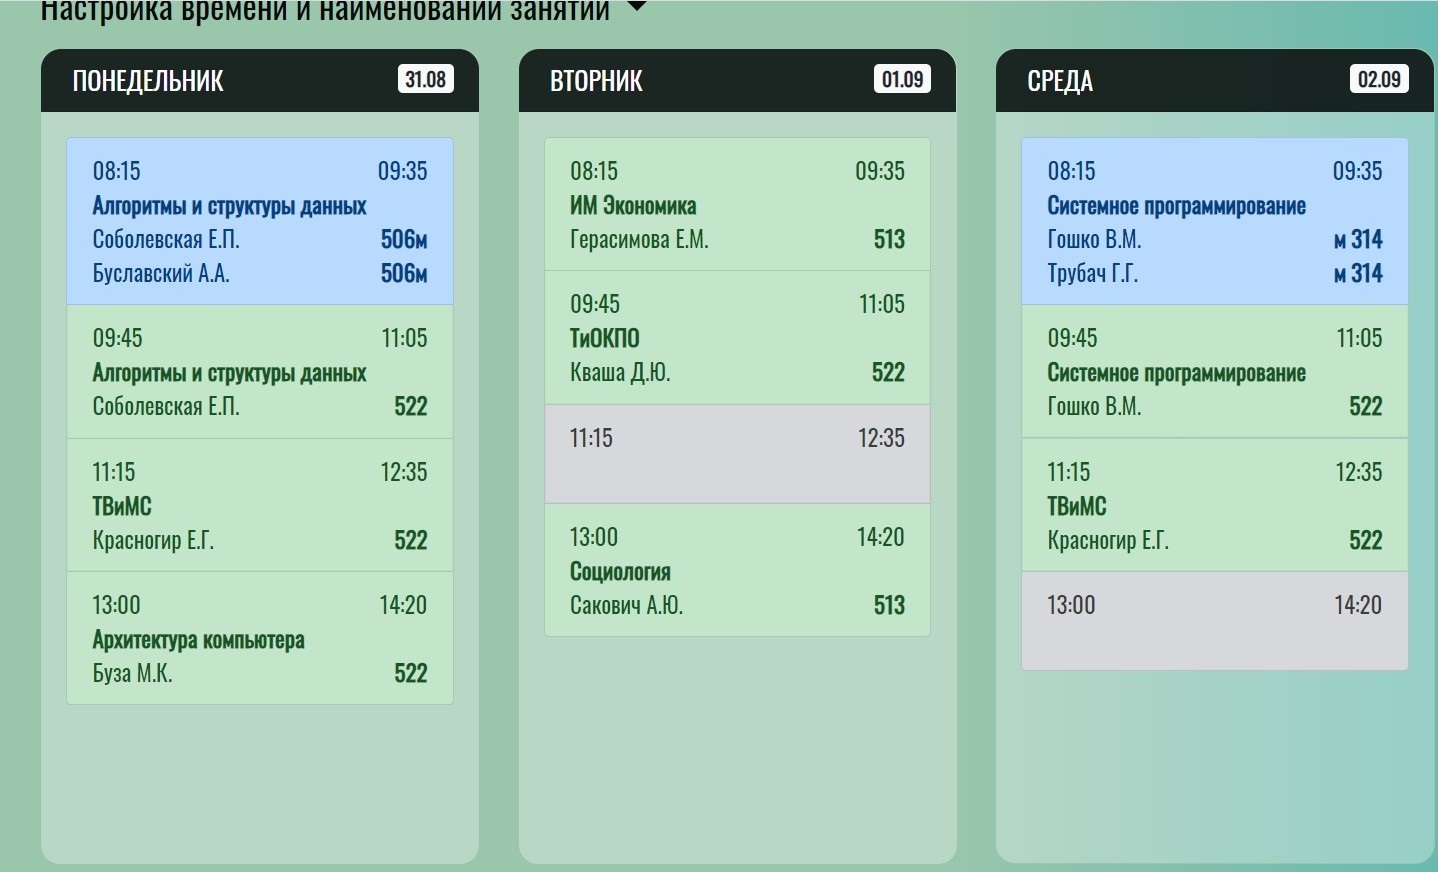 Настройка времени и наименований занятий
ПОНЕДЕЛЬНИК 31.08
08:15 09:35
Алгоритмы и структуры данных
Соболевская Е.П. 506м
Буславский А.А. 506м
09:45 11:05
Алгоритмы и структуры данных
Соболевская Е.П. 522
11:15 12:35
ТВиМС
Красногир Е.Г. 522
13:00 14:20
Архитектура компьютера
Буза М.К. 522
ВТОРНИК 01.09
08:15 09:35
ИМ Экономика
Герасимова Е.М. 513
09:45 11:05
ТиОКПО
Кваша Д.Ю. 522
11:15 12:35
13:00 14:20
Социология
Сакович А.Ю. 513
СРЕДА 02.09
08:15 09:35
Системное программирование
Гошко В.М. м 314
Трубач Г.Г. м 314
09:45 11:05
Системное программирование
Гошко В.М. 522
11:15 12:35
ТВиМС
Красногир Е.Г. 522
13:00 14:20